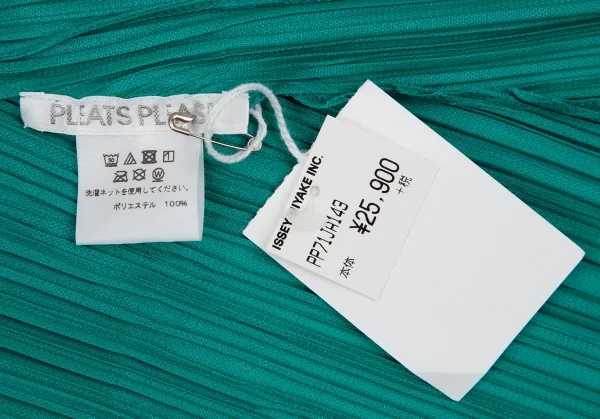 PLEATS PLEASE
洗濯ネットを使用してください。
ポリエステル 100%
ISSEY MIYAKE INC.
PP71JH143
本体 ¥25,900
+税